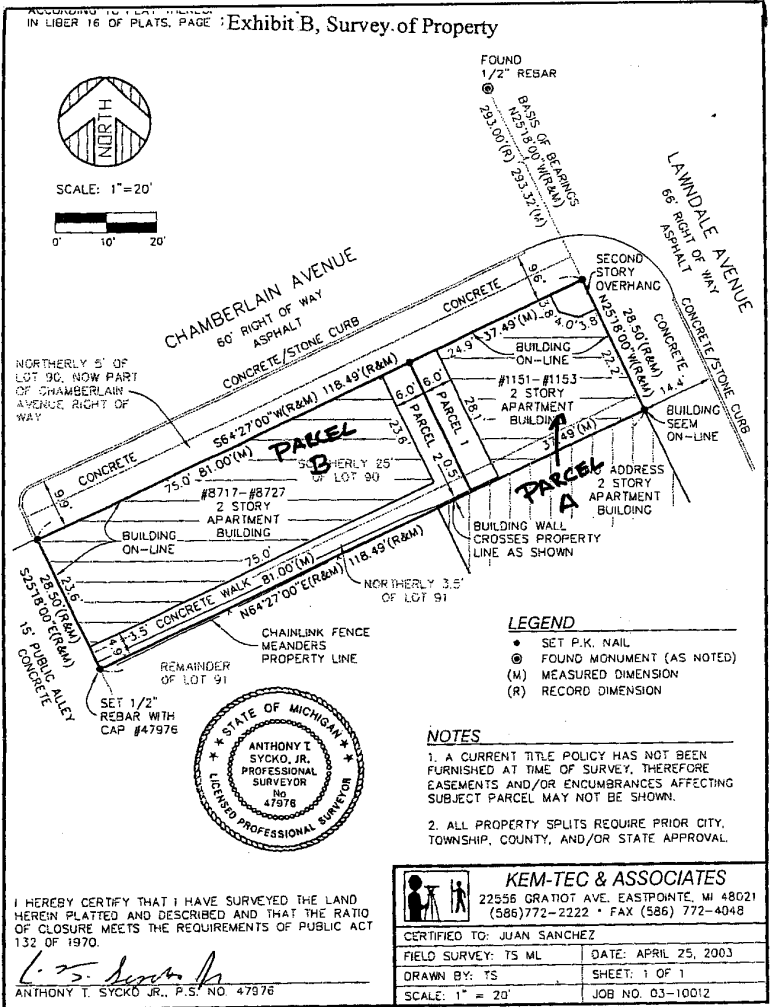 IN LIBER 16 OF PLATS, PAGE
Exhibit B, Survey of Property
FOUND
1/2" REBAR
BASIS OF BEARINGS
N25°18'00"W(R&M)
293.00'(R) 293.32'(M)
NORTH
SCALE: 1"=20'
0' 10' 20'
LAWNDALE AVENUE
66' RIGHT OF WAY
ASPHALT
CHAMBERLAIN AVENUE
60' RIGHT OF WAY
ASPHALT
CONCRETE/STONE CURB
CONCRETE
9.6'
SECOND
STORY
OVERHANG
3.8'
4.0'
3.8'
N25°18'00"W(R&M)
28.50'(R&M)
22.2'
CONCRETE
CONCRETE/STONE CURB
14.4'
24.9'
37.49'(M)
BUILDING
ON-LINE
#1151-#1153
2 STORY
APARTMENT
BUILDING
37.49'(M)
BUILDING
SEEM
ON-LINE
NORTHERLY 5' OF
LOT 90, NOW PART
OF CHAMBERLAIN
AVENUE RIGHT OF
WAY
S64°27'00"W(R&M) 118.49'(R&M)
CONCRETE
75.0'
81.00'(M)
PARCEL
B
6.0'
6.0'
23.6'
28.1'
PARCEL 2
PARCEL 1
0.5'
SOUTHERLY 25'
OF LOT 90
PARCEL
A
ADDRESS
2 STORY
APARTMENT
BUILDING
9.9'
#8717-#8727
2 STORY
APARTMENT
BUILDING
BUILDING
ON-LINE
BUILDING WALL
CROSSES PROPERTY
LINE AS SHOWN
75.0'
81.00'(M)
N64°27'00"E(R&M) 118.49'(R&M)
3.5' CONCRETE WALK
4.9'
23.6'
28.50'(R&M)
S25°18'00"E(R&M)
15' PUBLIC ALLEY
CONCRETE
NORTHERLY 3.5'
OF LOT 91
CHAINLINK FENCE
MEANDERS
PROPERTY LINE
REMAINDER
OF LOT 91
SET 1/2"
REBAR WITH
CAP #47976
LEGEND
SET P.K. NAIL
FOUND MONUMENT (AS NOTED)
(M) MEASURED DIMENSION
(R) RECORD DIMENSION
STATE OF MICHIGAN
ANTHONY T.
SYCKO, JR.
PROFESSIONAL
SURVEYOR
No
47976
LICENSED PROFESSIONAL SURVEYOR
NOTES
1. A CURRENT TITLE POLICY HAS NOT BEEN
FURNISHED AT TIME OF SURVEY, THEREFORE
EASEMENTS AND/OR ENCUMBRANCES AFFECTING
SUBJECT PARCEL MAY NOT BE SHOWN.
2. ALL PROPERTY SPLITS REQUIRE PRIOR CITY,
TOWNSHIP, COUNTY, AND/OR STATE APPROVAL.
I HEREBY CERTIFY THAT I HAVE SURVEYED THE LAND
HEREIN PLATTED AND DESCRIBED AND THAT THE RATIO
OF CLOSURE MEETS THE REQUIREMENTS OF PUBLIC ACT
132 OF 1970.
ANTHONY T. SYCKO JR., P.S. NO. 47976
KEM-TEC & ASSOCIATES
22556 GRATIOT AVE. EASTPOINTE, MI 48021
(586)772-2222 * FAX (586) 772-4048
CERTIFIED TO: JUAN SANCHEZ
FIELD SURVEY: TS ML
DATE: APRIL 25, 2003
DRAWN BY: TS
SHEET: 1 OF 1
SCALE: 1" = 20'
JOB NO. 03-10012